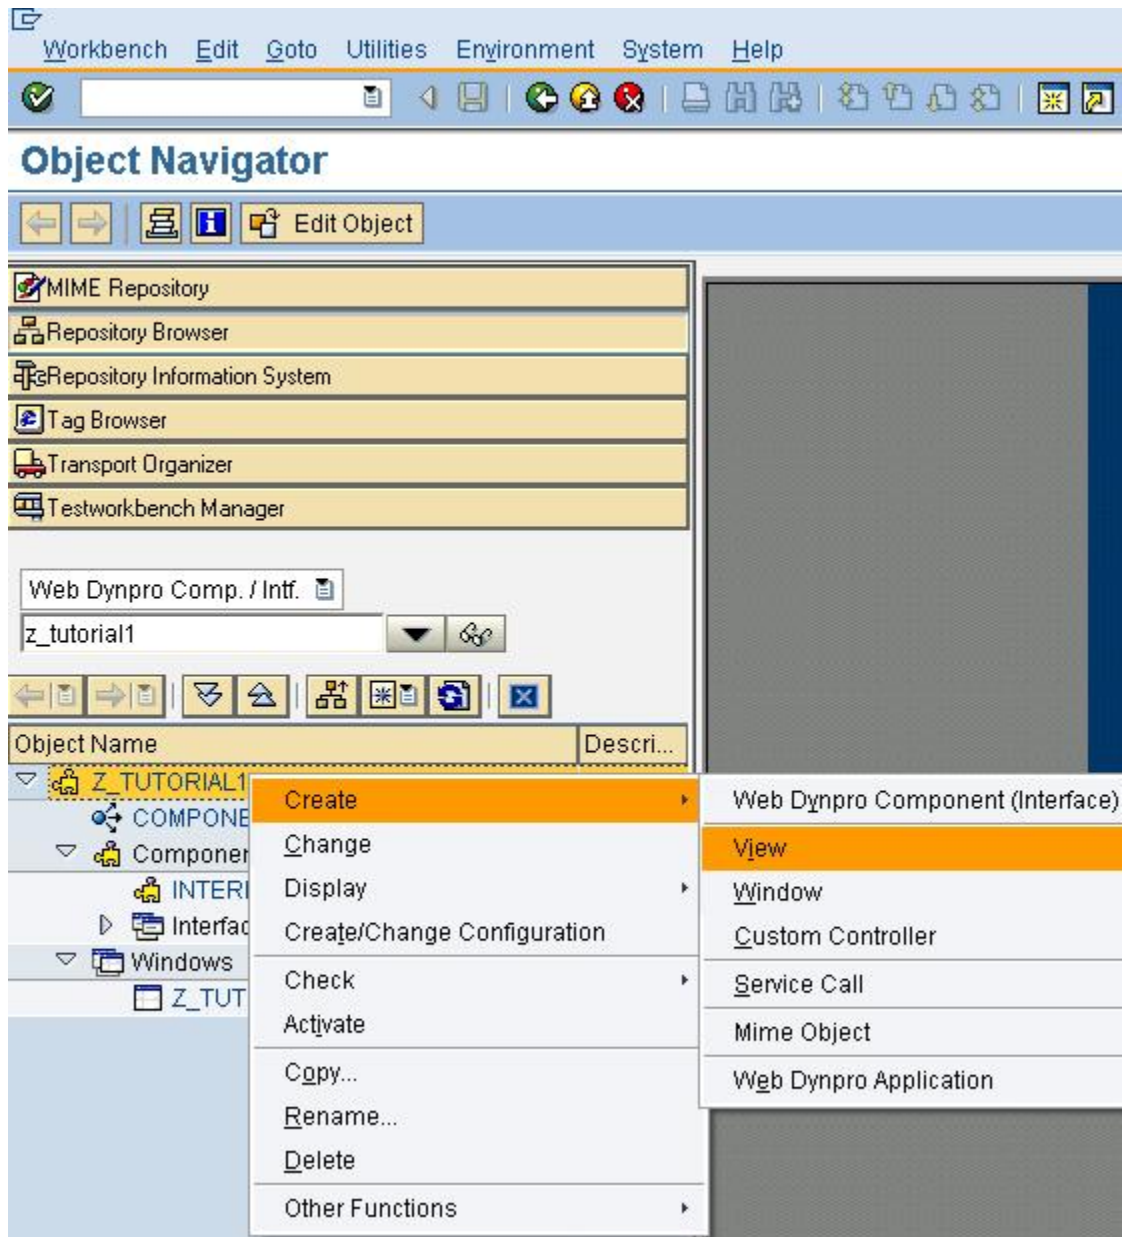 Workbench Edit Goto Utilities Environment System Help
Object Navigator
Edit Object
MIME Repository
Repository Browser
Repository Information System
Tag Browser
Transport Organizer
Testworkbench Manager
Web Dynpro Comp. / Intf.
z_tutorial1
Object Name Descri...
Z_TUTORIAL1
COMPONE
Componer
INTERI
Interfac
Windows
Z_TUT
Create
Change
Display
Create/Change Configuration
Check
Activate
Copy...
Rename...
Delete
Other Functions
Web Dynpro Component (Interface)
View
Window
Custom Controller
Service Call
Mime Object
Web Dynpro Application